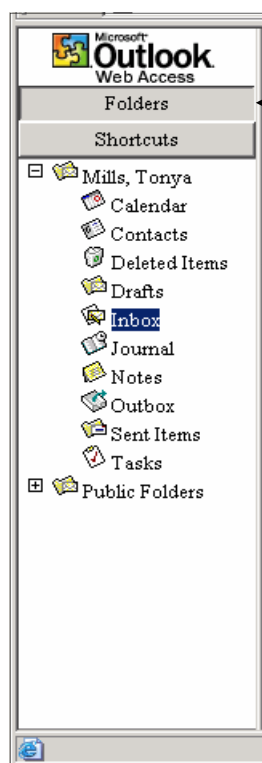 Microsoft
Outlook
Web Access
Folders
Shortcuts
Mills, Tonya
Calendar
Contacts
Deleted Items
Drafts
Inbox
Journal
Notes
Outbox
Sent Items
Tasks
Public Folders